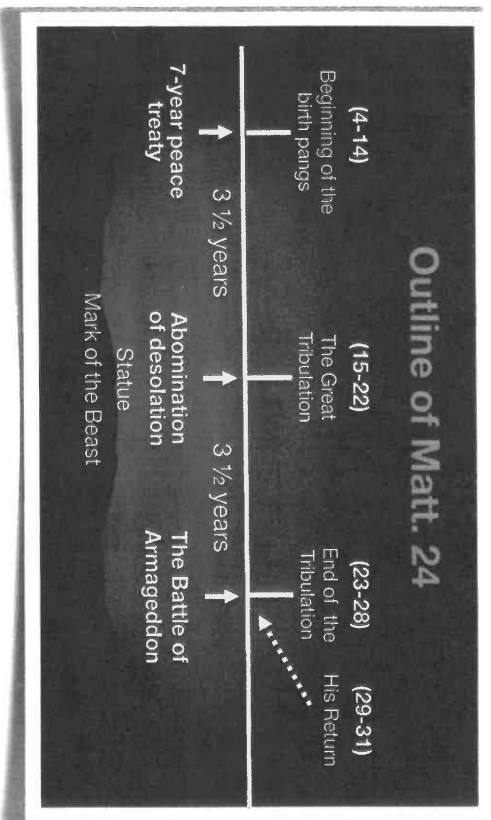 Outline of Matt. 24
(4-14)
Beginning of the
birth pangs
(15-22)
The Great
Tribulation
(23-28)
End of the
Tribulation
(29-31)
His Return
3 ½ years
3 ½ years
7-year peace
treaty
Abomination
of desolation
Statue
Mark of the Beast
The Battle of
Armageddon